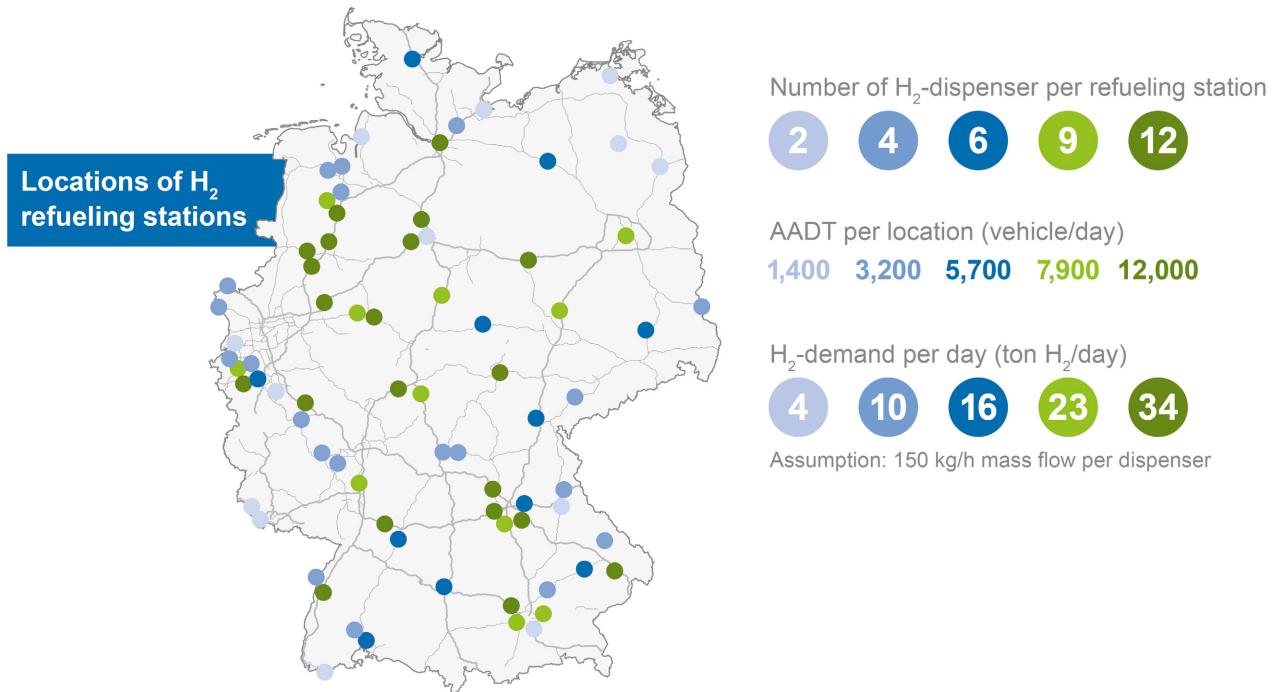 Locations of H₂
refueling stations
Number of H₂-dispenser per refueling station
2 4 6 9 12
AADT per location (vehicle/day)
1,400 3,200 5,700 7,900 12,000
H₂-demand per day (ton H₂/day)
4 10 16 23 34
Assumption: 150 kg/h mass flow per dispenser